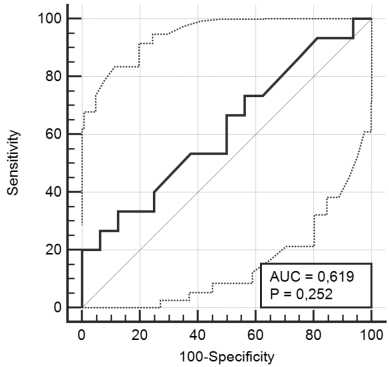 100
80
60
40
20
0
Sensitivity
AUC = 0,619
P = 0,252
0 20 40 60 80 100
100-Specificity